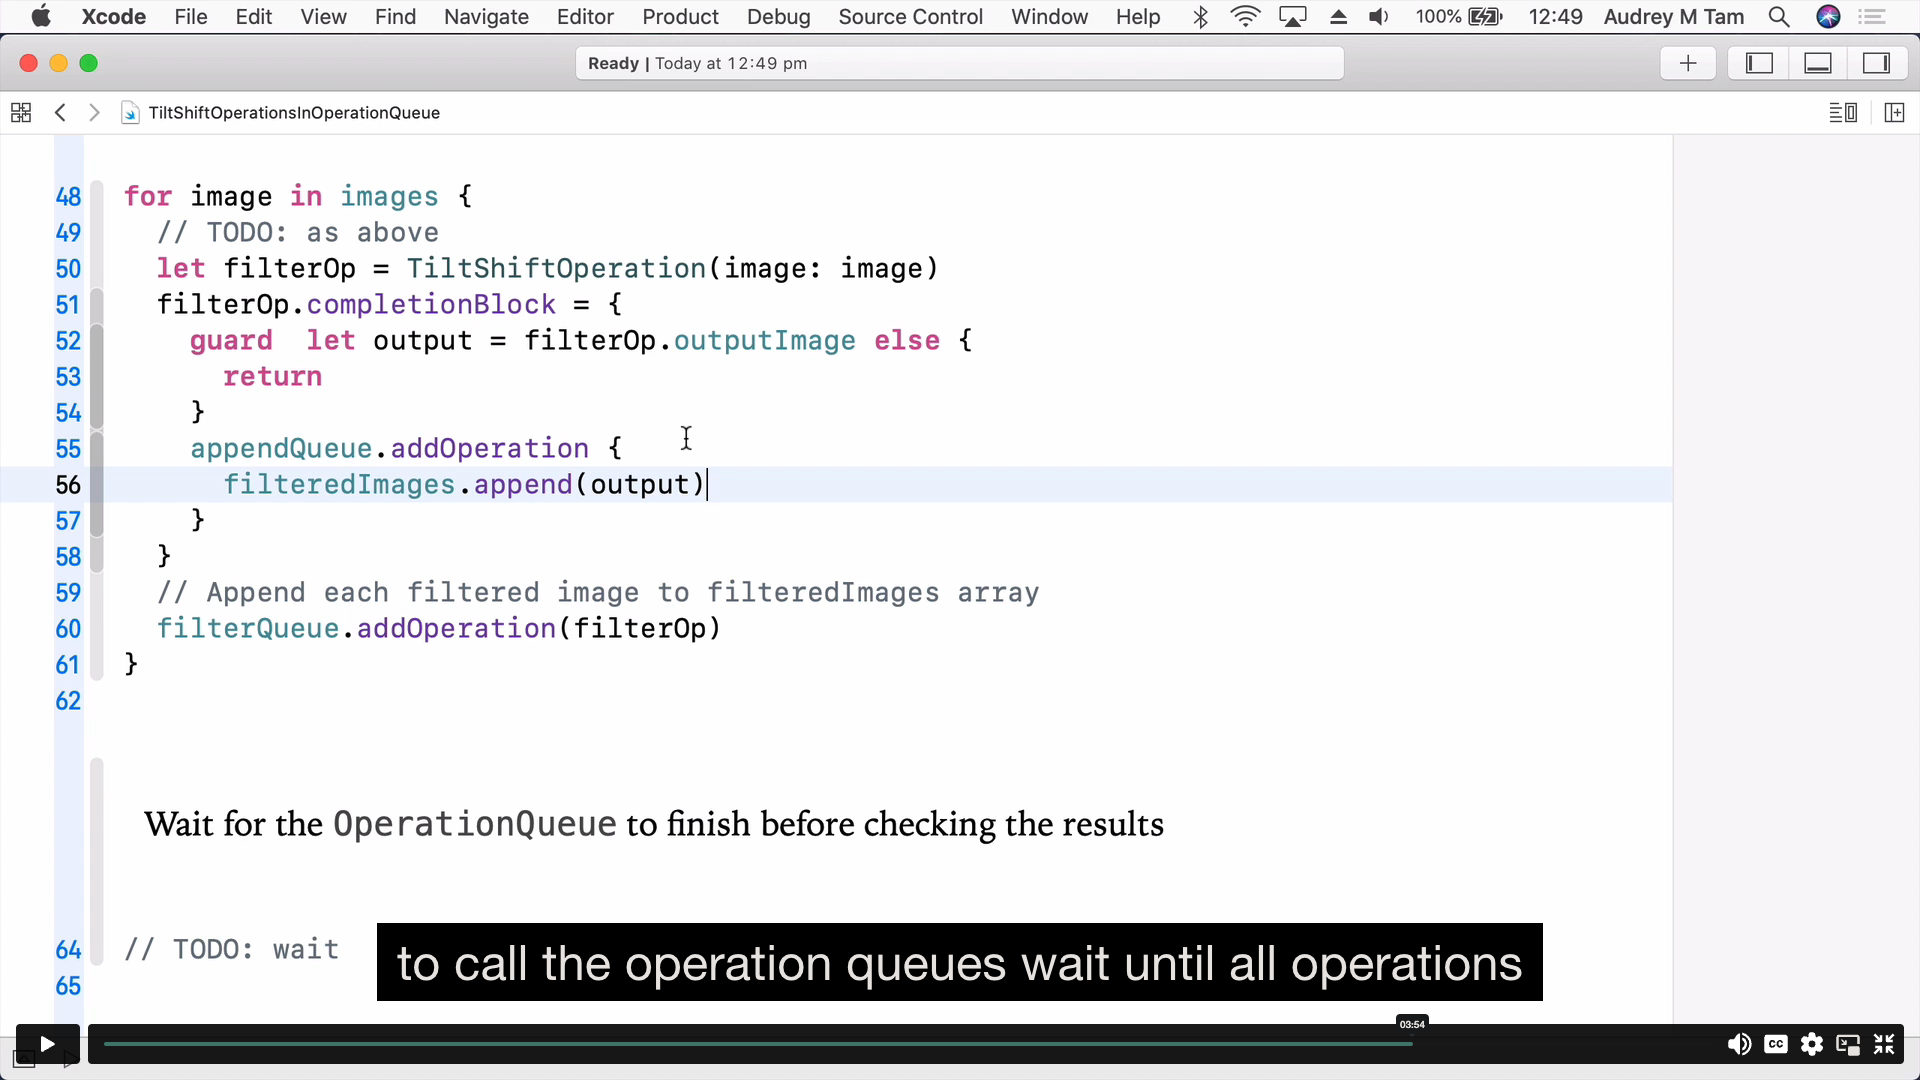 Xcode File Edit View Find Navigate Editor Product Debug Source Control Window Help 100% 12:49 Audrey M Tam
Ready | Today at 12:49 pm
TiltShiftOperationsInOperationQueue
48 for image in images {
49 // TODO: as above
50 let filterOp = TiltShiftOperation(image: image)
51 filterOp.completionBlock = {
52 guard  let output = filterOp.outputImage else {
53 return
54 }
55 appendQueue.addOperation {
56 filteredImages.append(output)
57 }
58 }
59 // Append each filtered image to filteredImages array
60 filterQueue.addOperation(filterOp)
61 }
62
Wait for the OperationQueue to finish before checking the results
64 // TODO: wait
to call the operation queues wait until all operations
65
03:54
CC